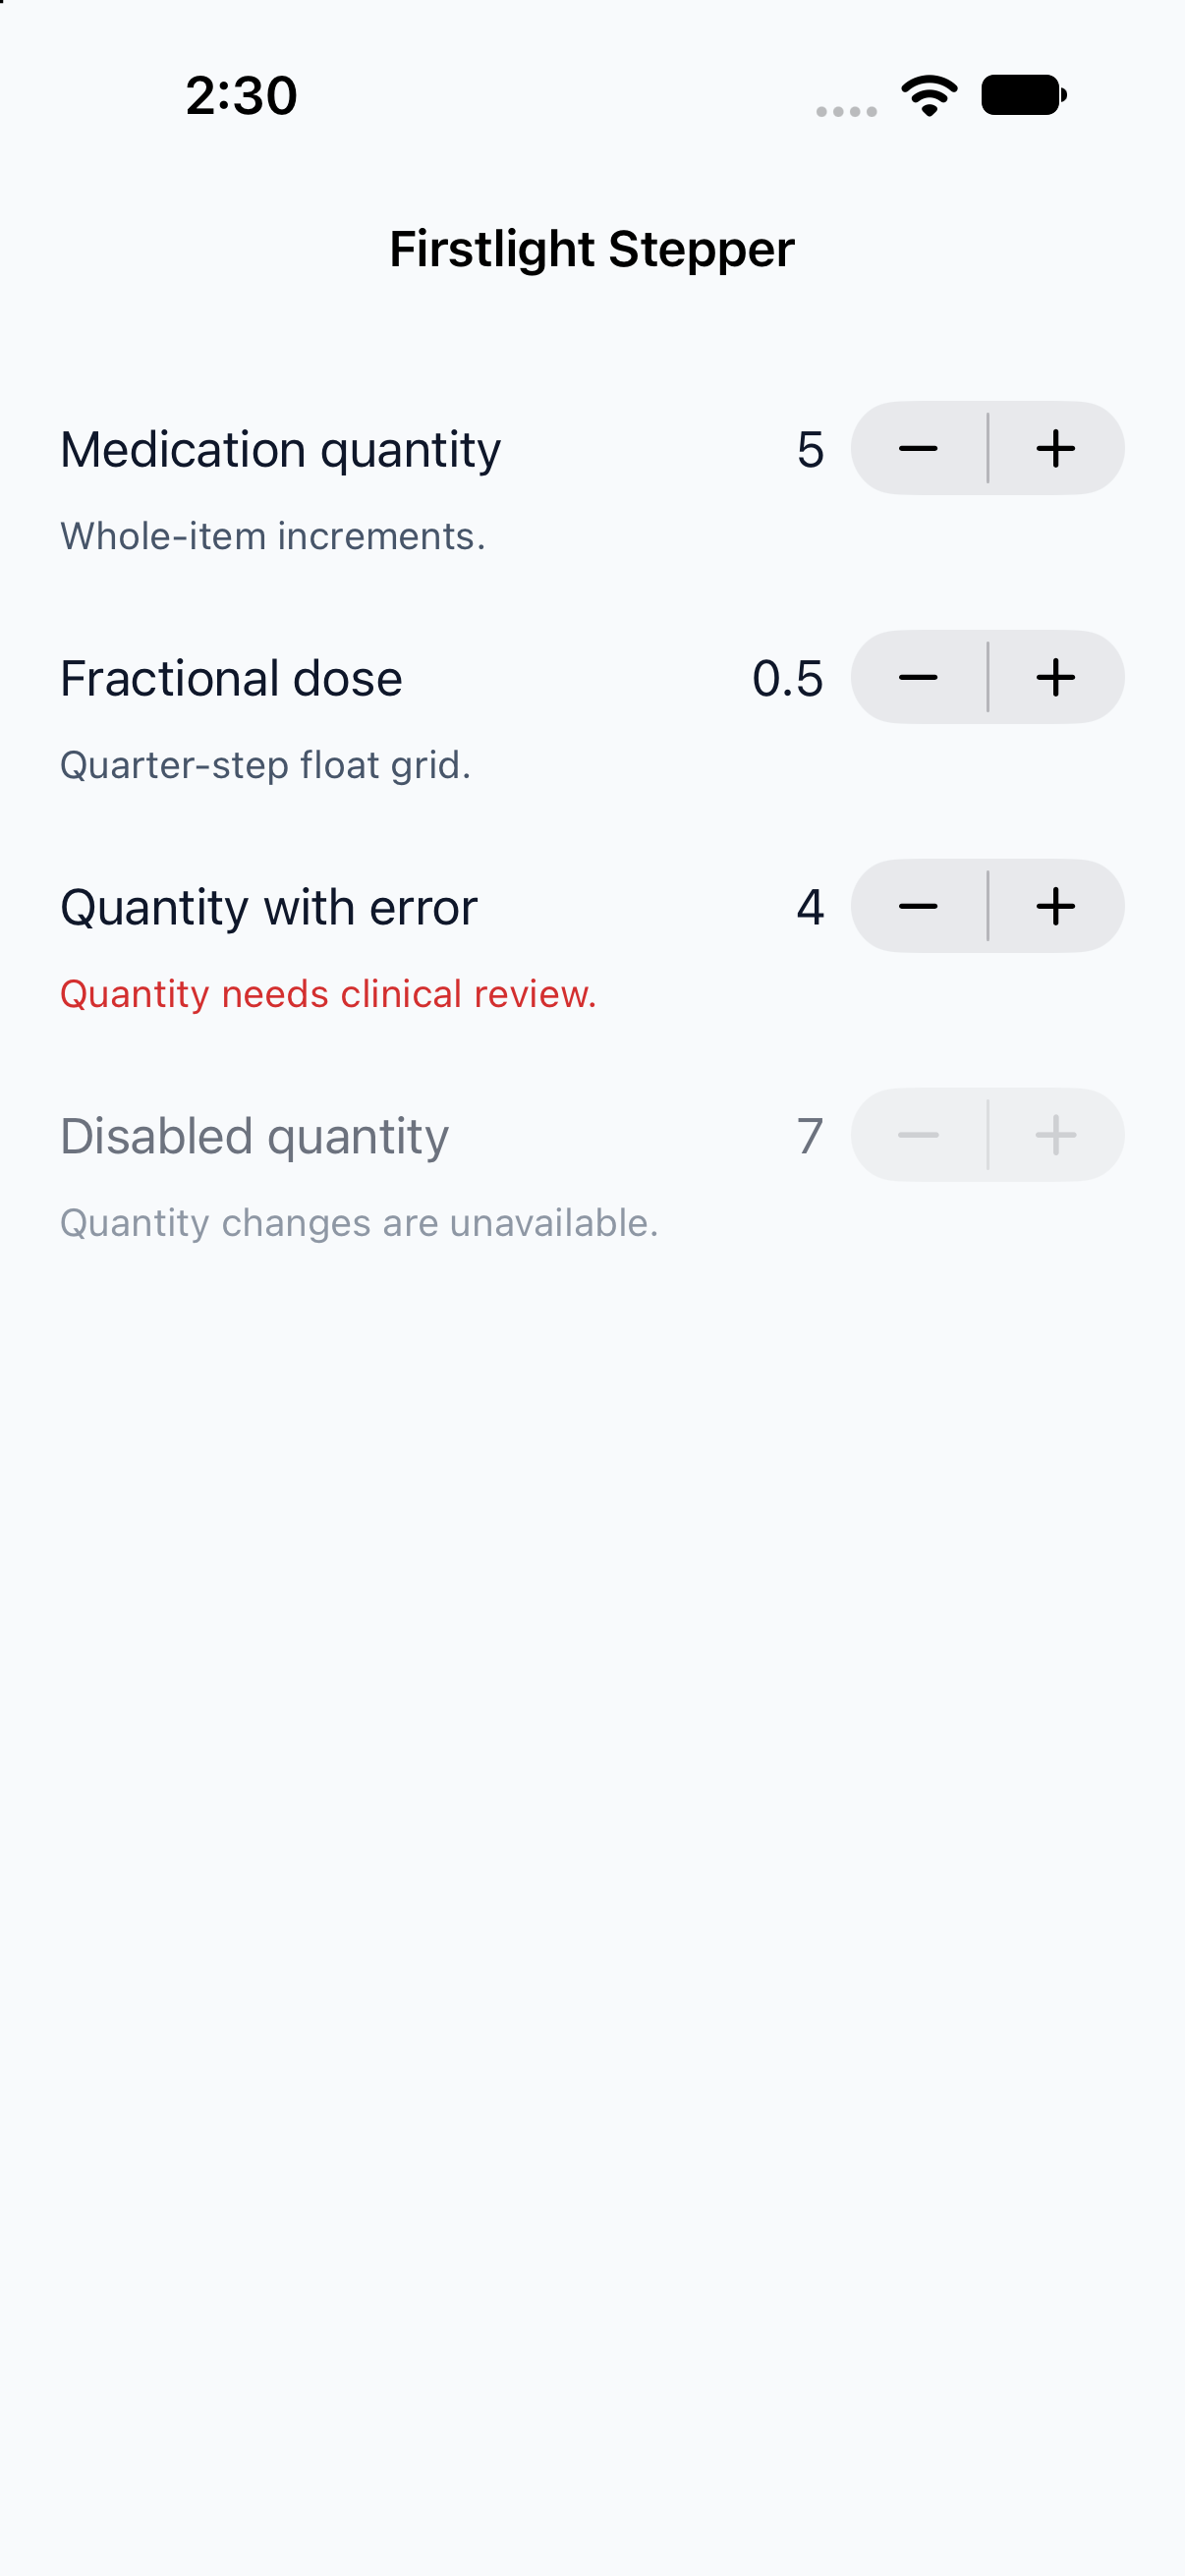 2:30
Firstlight Stepper
Medication quantity 5 − +
Whole-item increments.
Fractional dose 0.5 − +
Quarter-step float grid.
Quantity with error 4 − +
Quantity needs clinical review.
Disabled quantity 7 − +
Quantity changes are unavailable.